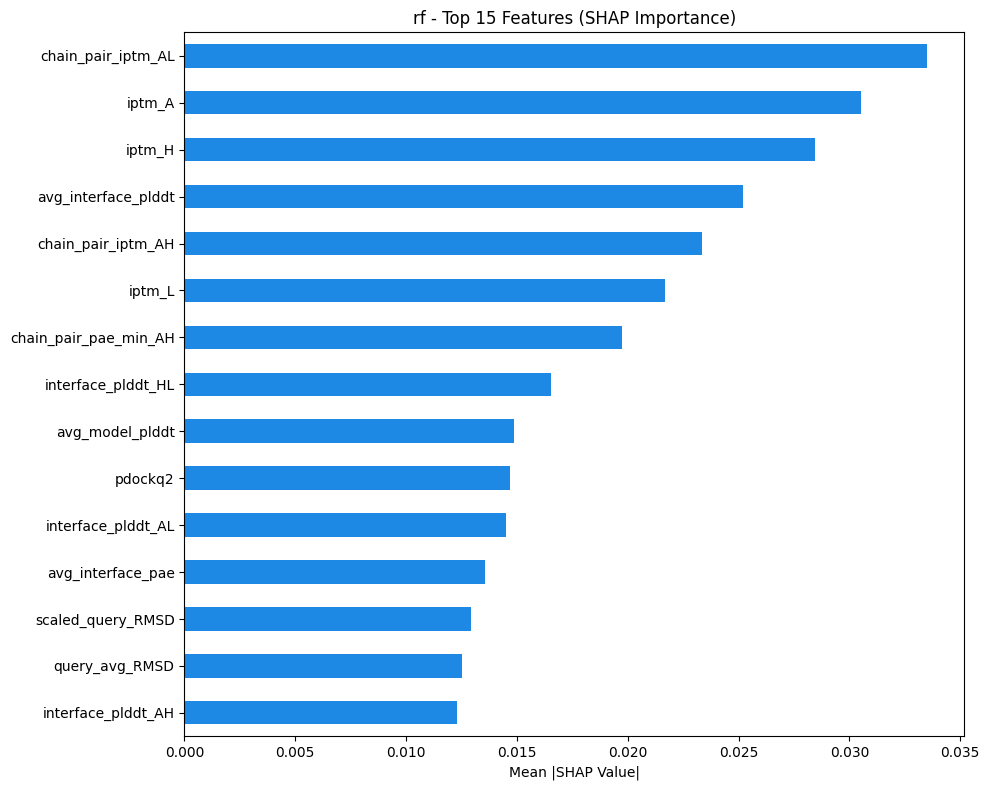 rf - Top 15 Features (SHAP Importance)
chain_pair_iptm_AL
iptm_A
iptm_H
avg_interface_plddt
chain_pair_iptm_AH
iptm_L
chain_pair_pae_min_AH
interface_plddt_HL
avg_model_plddt
pdockq2
interface_plddt_AL
avg_interface_pae
scaled_query_RMSD
query_avg_RMSD
interface_plddt_AH
0.000 0.005 0.010 0.015 0.020 0.025 0.030 0.035
Mean |SHAP Value|